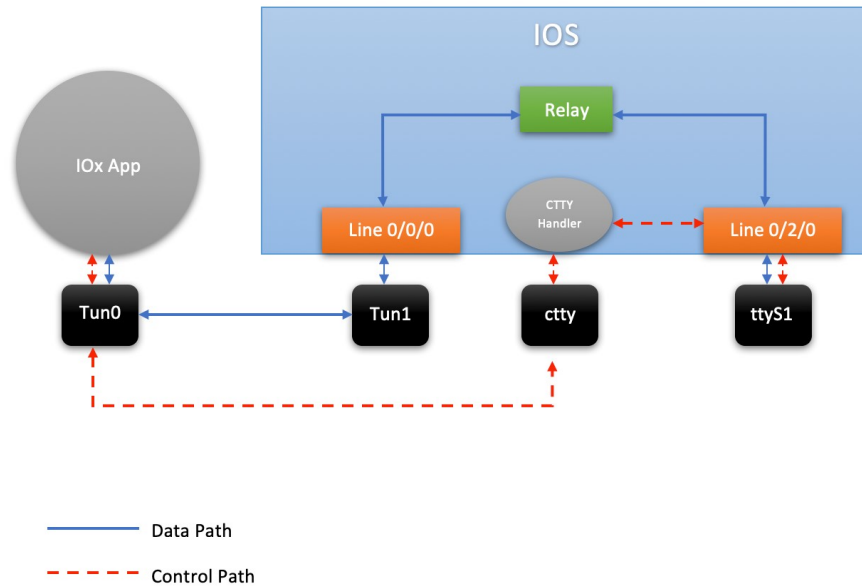 IOS
Relay
IOx App
CTTY
Handler
Line 0/0/0
Line 0/2/0
Tun0
Tun1
ctty
ttyS1
Data Path
Control Path